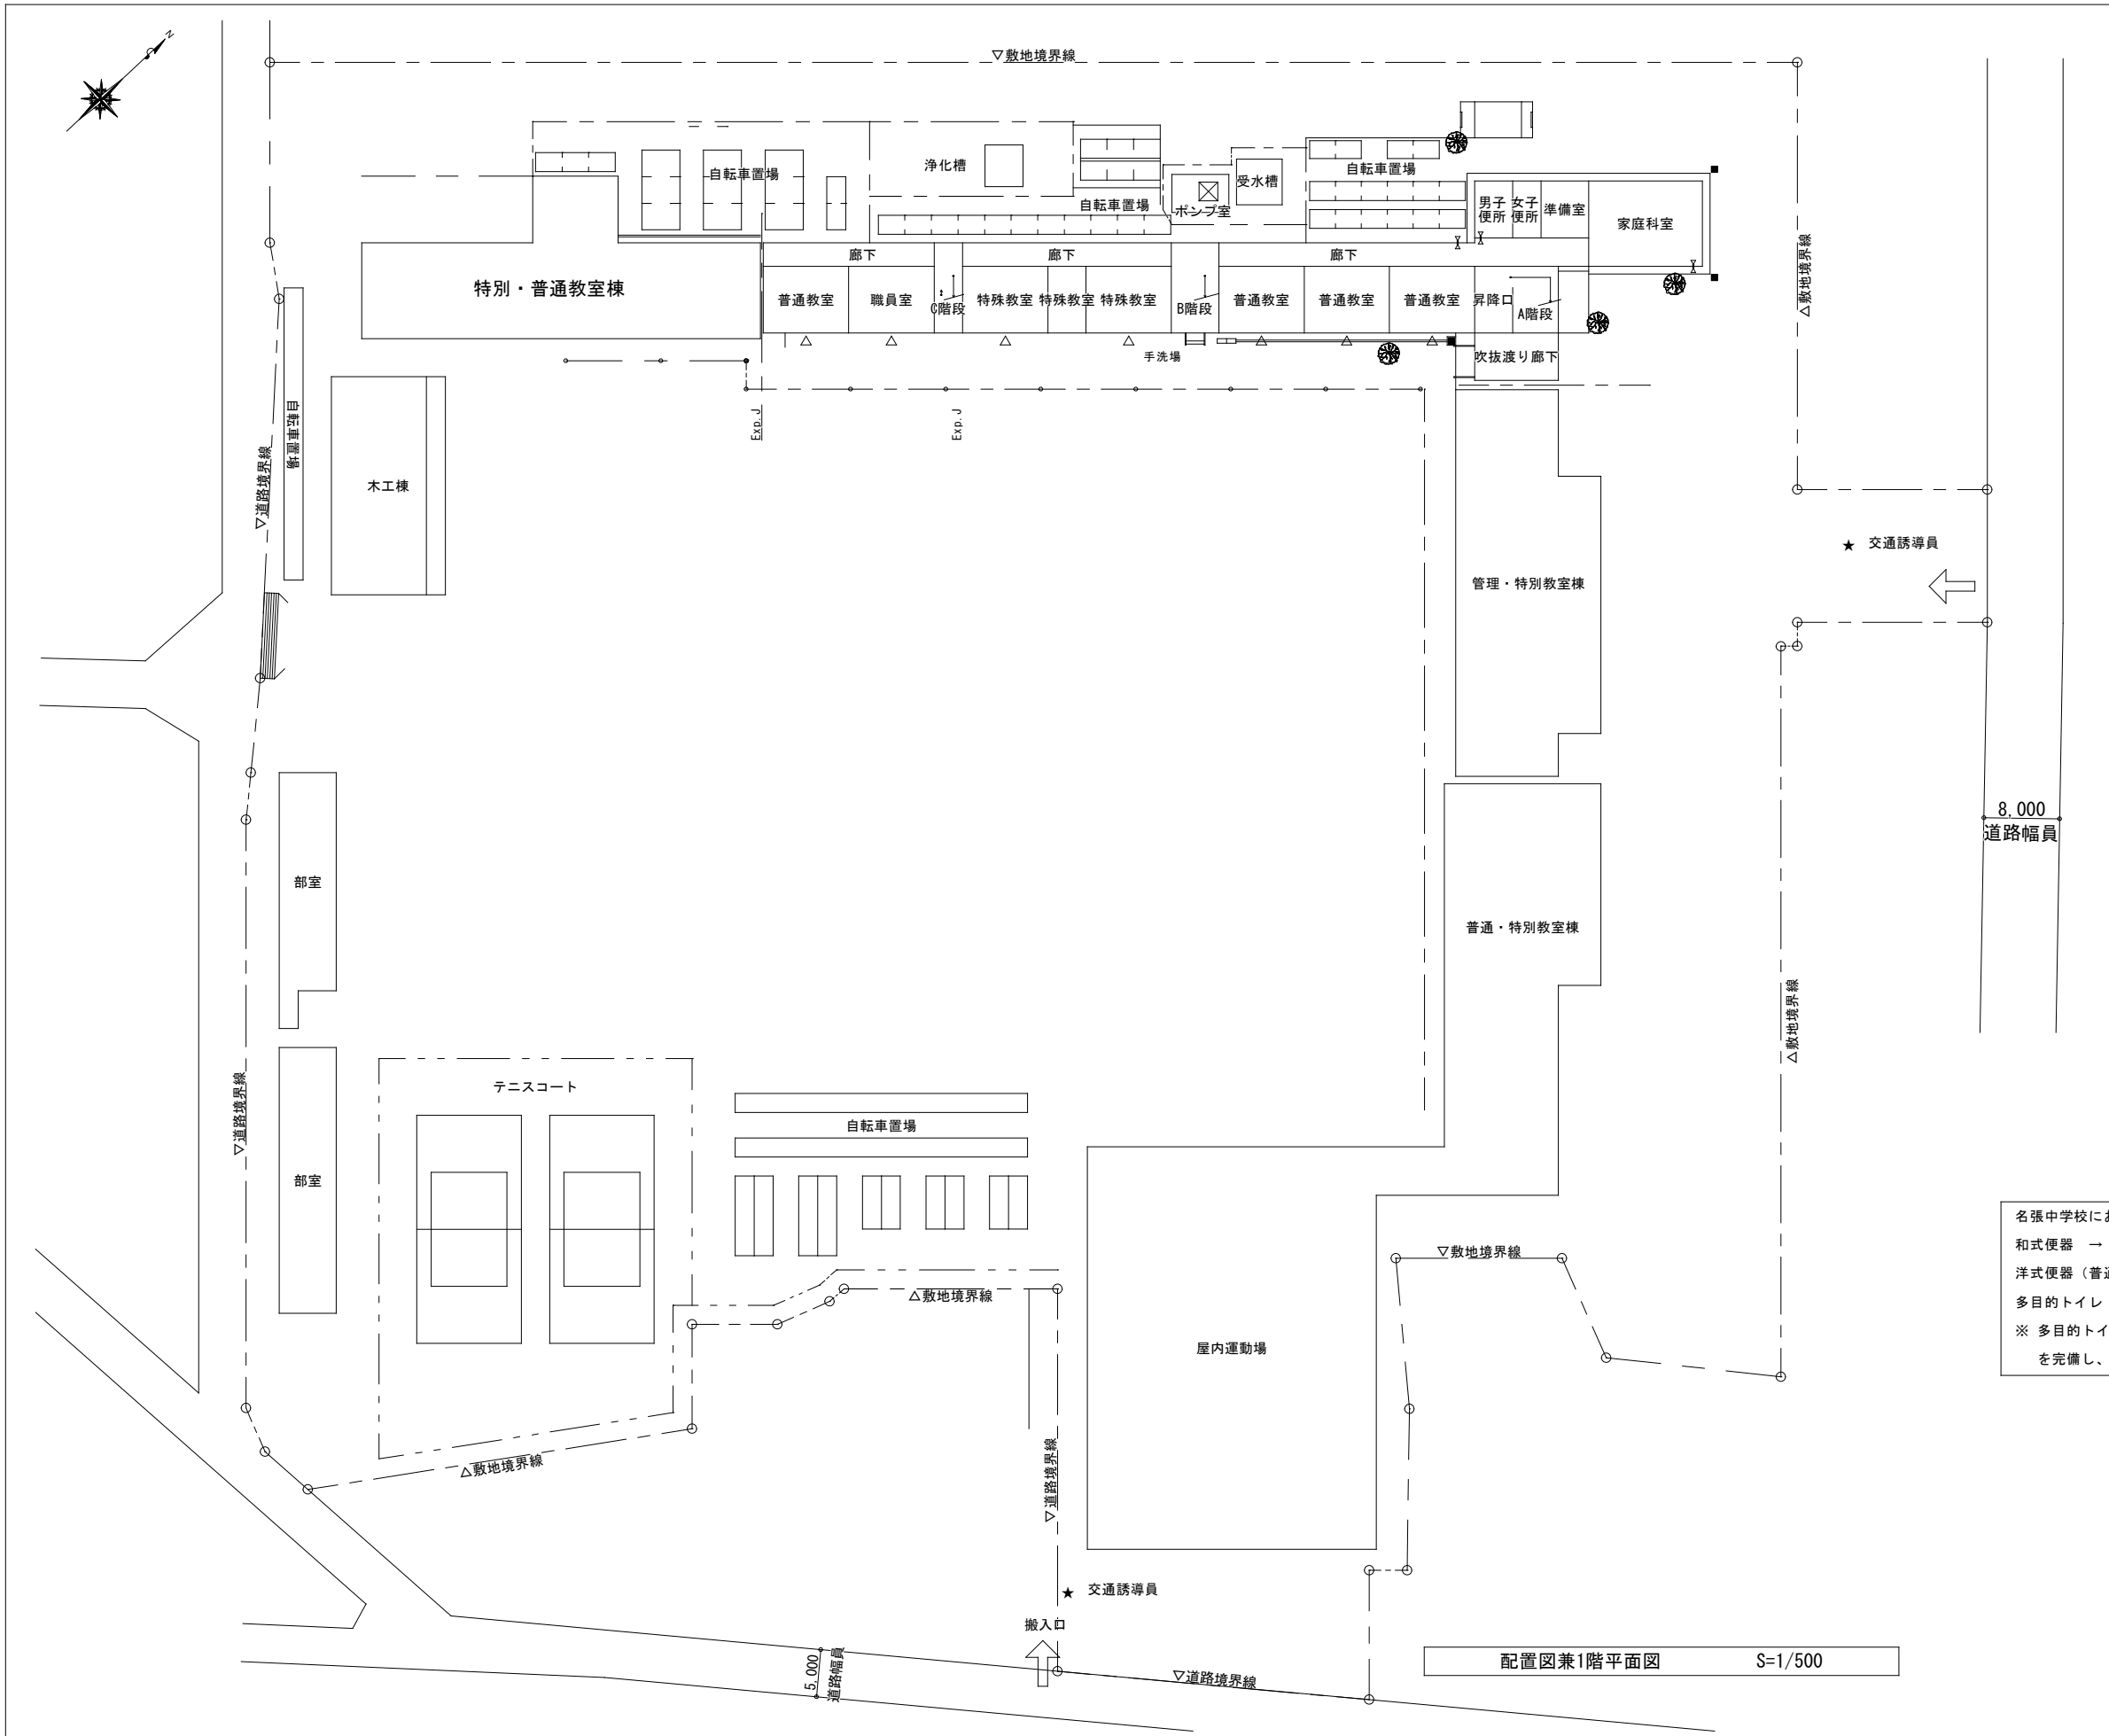 N
▽敷地境界線
浄化槽
自転車置場
自転車置場
自転車置場
受水槽
ポンプ室
男子
便所
女子
便所
準備室
家庭科室
△敷地境界線
廊下
廊下
廊下
特別・普通教室棟
普通教室
職員室
C階段
特殊教室
特殊教室
特殊教室
B階段
普通教室
普通教室
普通教室
昇降口
A階段
手洗場
吹抜渡り廊下
Exp.J
Exp.J
自転車置場
▽道路境界線
木工棟
★ 交通誘導員
管理・特別教室棟
8,000
道路幅員
部室
普通・特別教室棟
△敷地境界線
▽道路境界線
テニスコート
自転車置場
部室
名張中学校にお
和式便器 →
洋式便器（普通
多目的トイレ
※ 多目的トイ
を完備し、
▽敷地境界線
△敷地境界線
屋内運動場
△敷地境界線
▽道路境界線
★ 交通誘導員
搬入口
5,000
道路幅員
▽道路境界線
配置図兼1階平面図 S=1/500